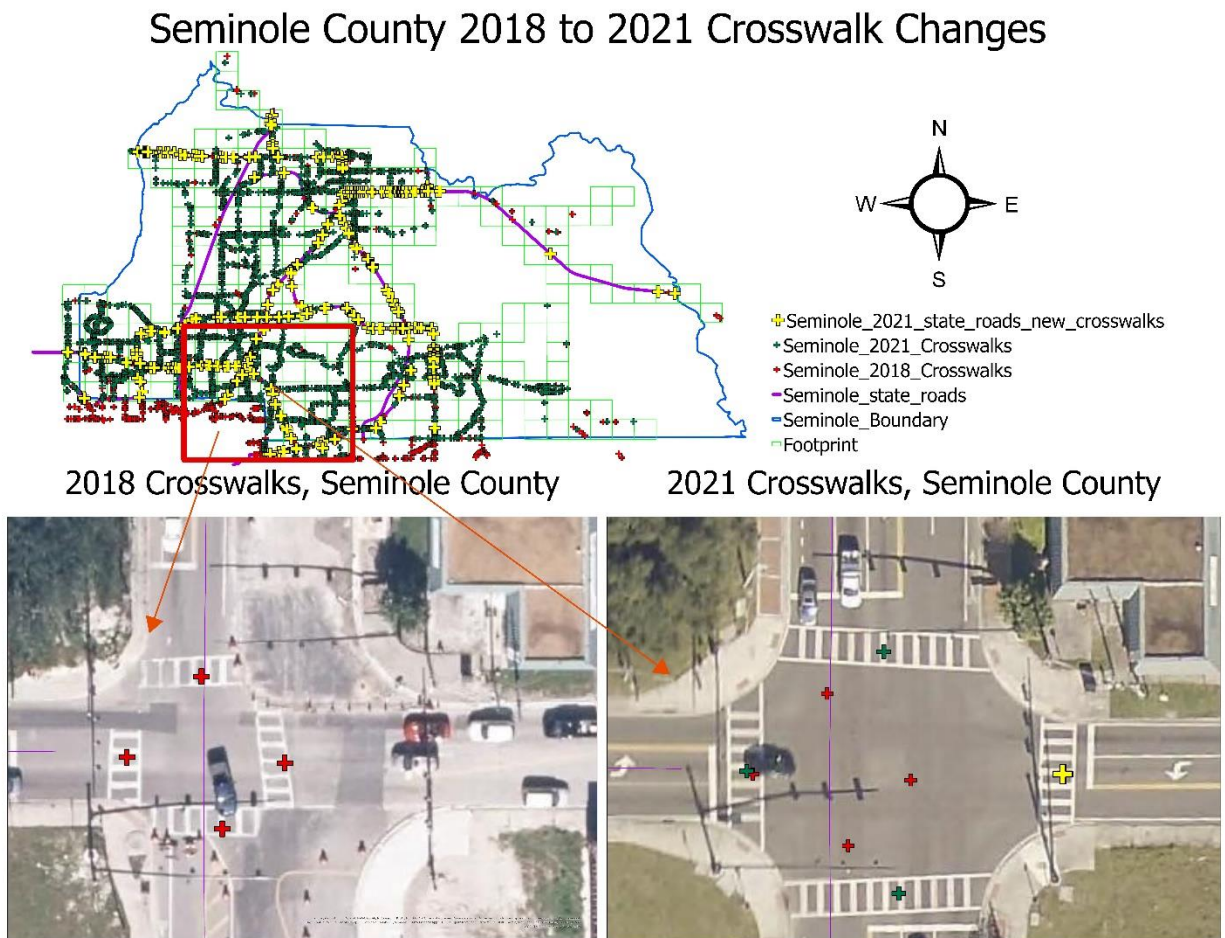 Seminole County 2018 to 2021 Crosswalk Changes
N
W
E
S
Seminole_2021_state_roads_new_crosswalks
Seminole_2021_Crosswalks
Seminole_2018_Crosswalks
Seminole_state_roads
Seminole_Boundary
Footprint
2018 Crosswalks, Seminole County
2021 Crosswalks, Seminole County